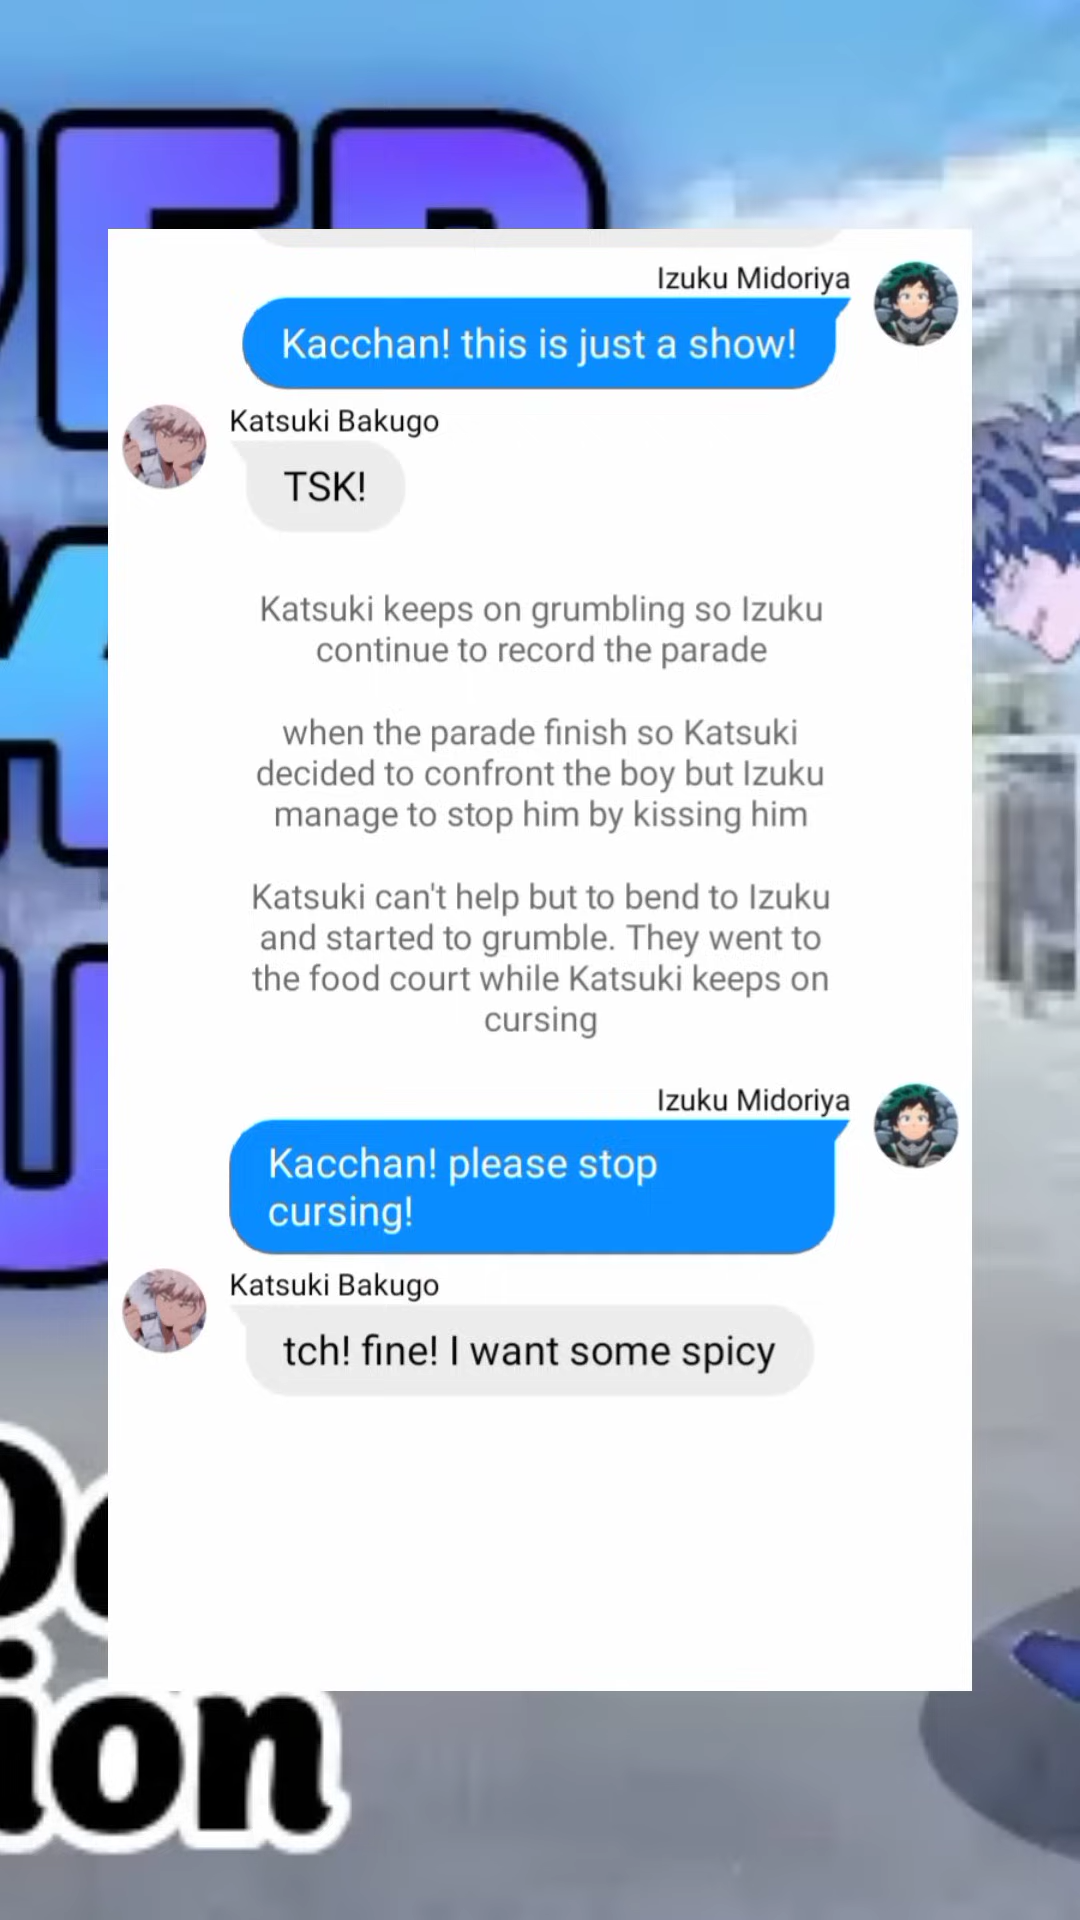 Izuku Midoriya
Kacchan! this is just a show!
Katsuki Bakugo
TSK!
Katsuki keeps on grumbling so Izuku
continue to record the parade
when the parade finish so Katsuki
decided to confront the boy but Izuku
manage to stop him by kissing him
Katsuki can't help but to bend to Izuku
and started to grumble. They went to
the food court while Katsuki keeps on
cursing
Izuku Midoriya
Kacchan! please stop
cursing!
Katsuki Bakugo
tch! fine! I want some spicy
ion